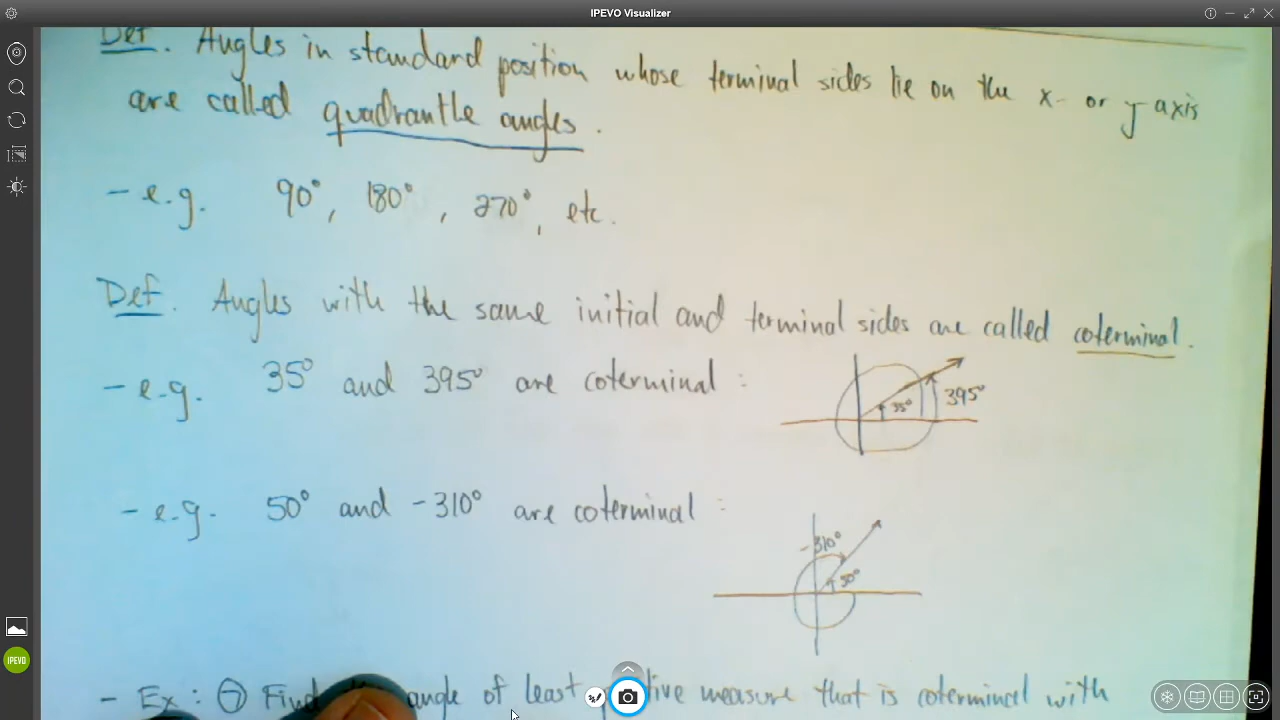 IPEVO Visualizer
Def. Angles in standard position whose terminal sides lie on the x- or y axis
are called quadrantle angles.
- e.g. 90°, 180°, 270°, etc.
Def. Angles with the same initial and terminal sides are called coterminal.
- e.g. 35° and 395° are coterminal :
35° 395°
- e.g. 50° and -310° are coterminal :
-310°
50°
- Ex: 7 Find angle of least measure that is coterminal with
IPEVO